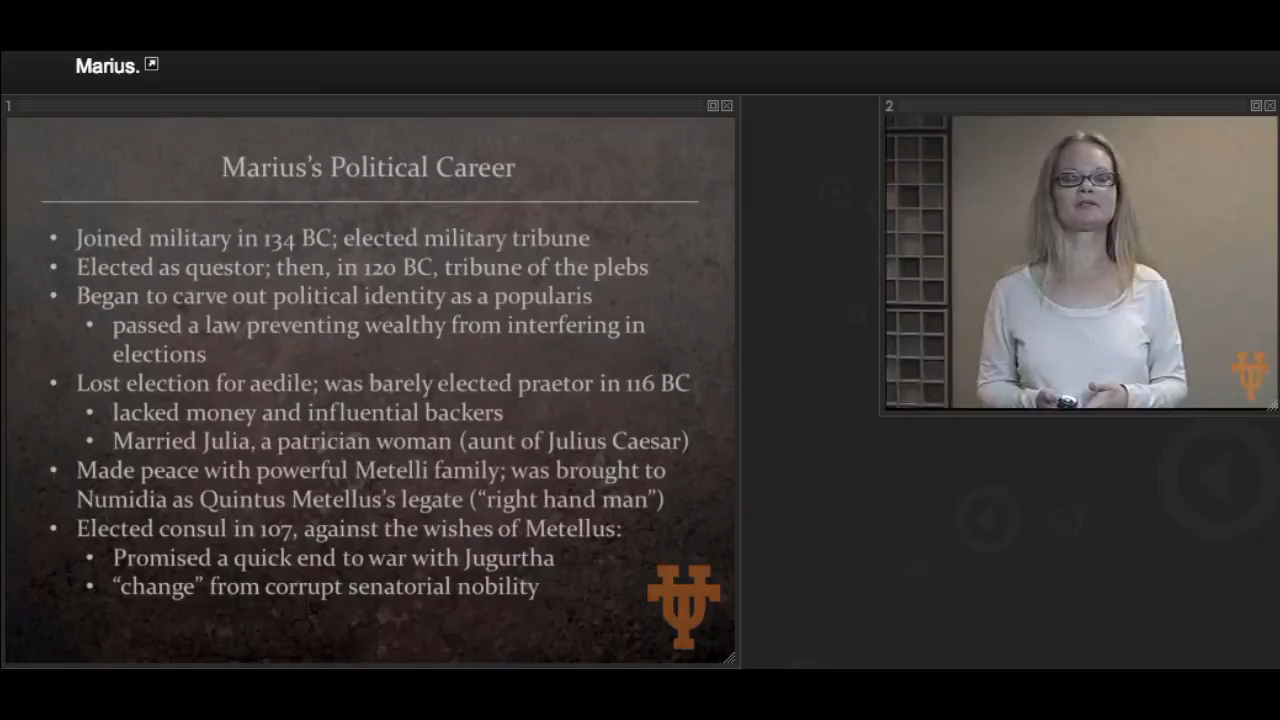 Marius.
1
2
Marius's Political Career
• Joined military in 134 BC; elected military tribune
• Elected as questor; then, in 120 BC, tribune of the plebs
• Began to carve out political identity as a popularis
• passed a law preventing wealthy from interfering in
elections
• Lost election for aedile; was barely elected praetor in 116 BC
• lacked money and influential backers
• Married Julia, a patrician woman (aunt of Julius Caesar)
• Made peace with powerful Metelli family; was brought to
Numidia as Quintus Metellus's legate (“right hand man”)
• Elected consul in 107, against the wishes of Metellus:
• Promised a quick end to war with Jugurtha
• “change” from corrupt senatorial nobility
UT
UT